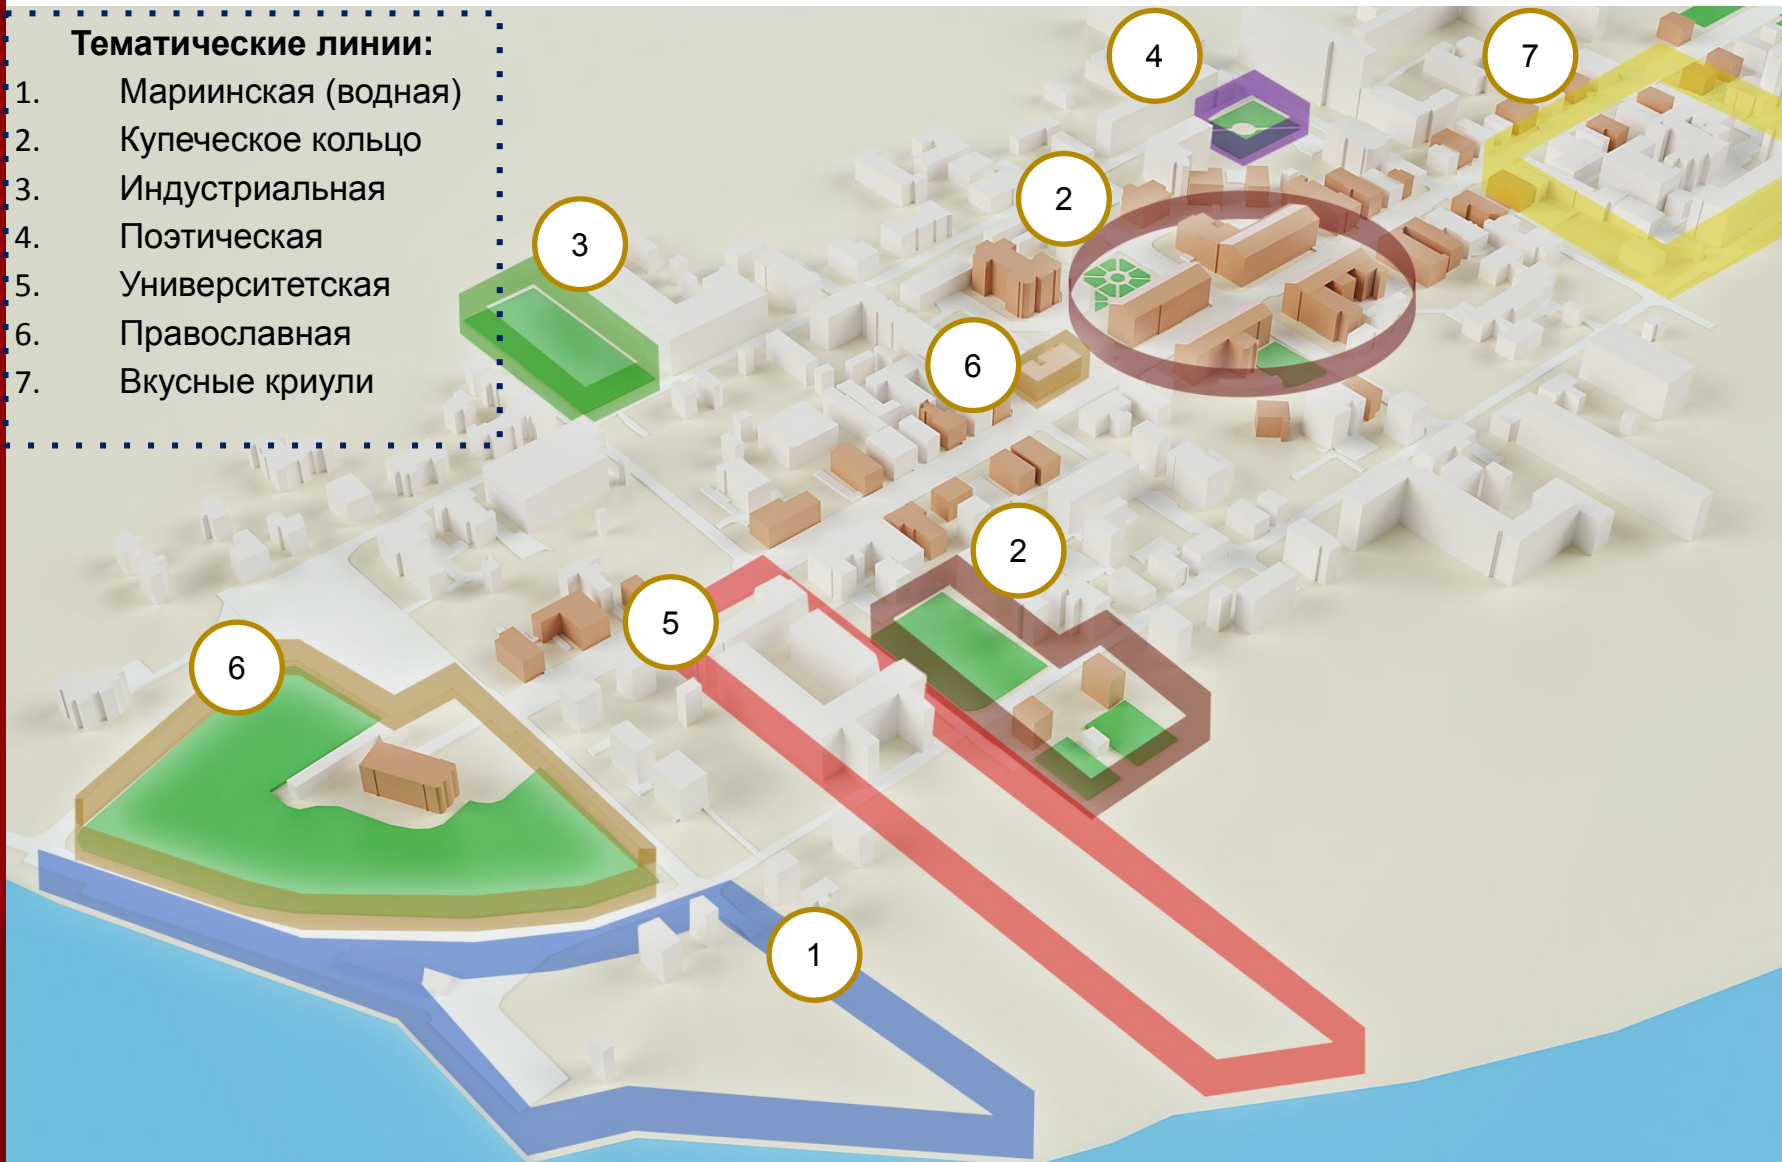 Тематические линии:
1. Мариинская (водная)
2. Купеческое кольцо
3. Индустриальная
4. Поэтическая
5. Университетская
6. Православная
7. Вкусные криули
4
7
2
3
6
2
5
6
1